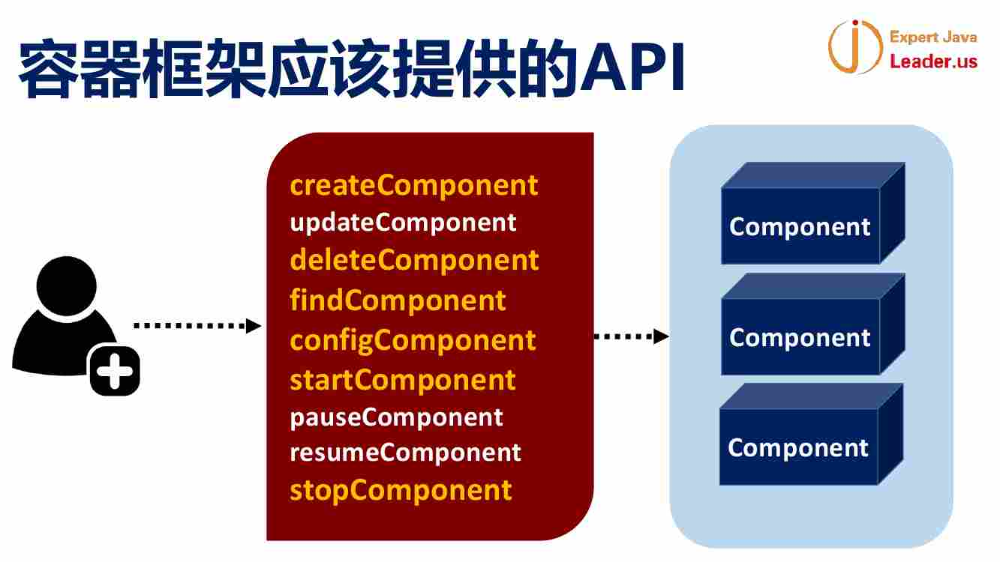 容器框架应该提供的API
Expert Java
Leader.us
createComponent
updateComponent
deleteComponent
findComponent
configComponent
startComponent
pauseComponent
resumeComponent
stopComponent
Component
Component
Component